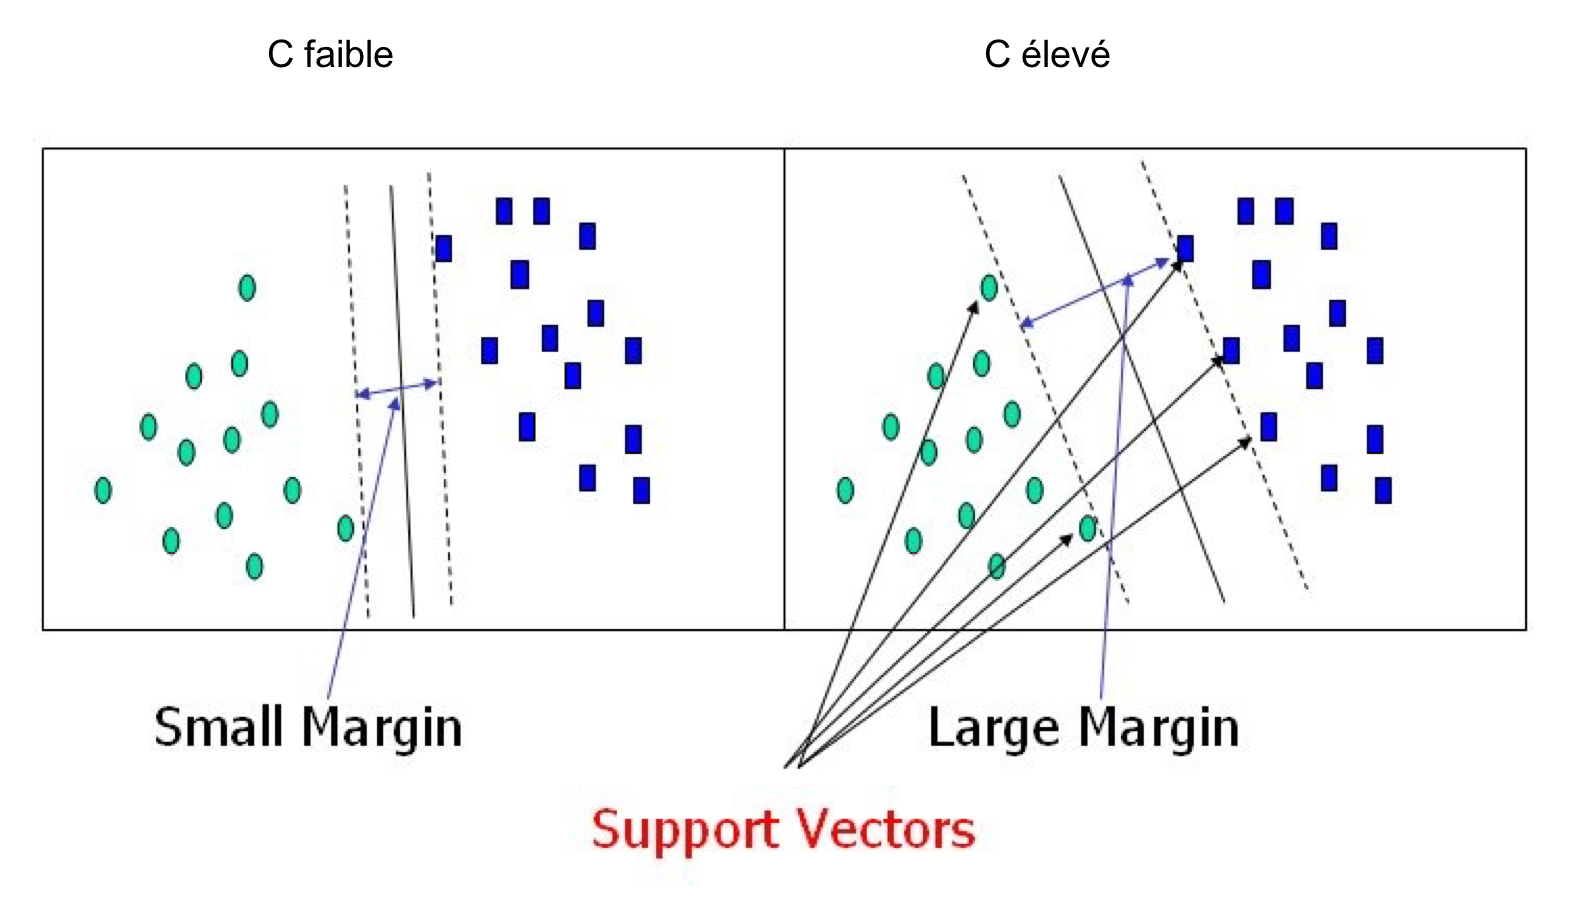 C faible
C élevé
Small Margin
Large Margin
Support Vectors